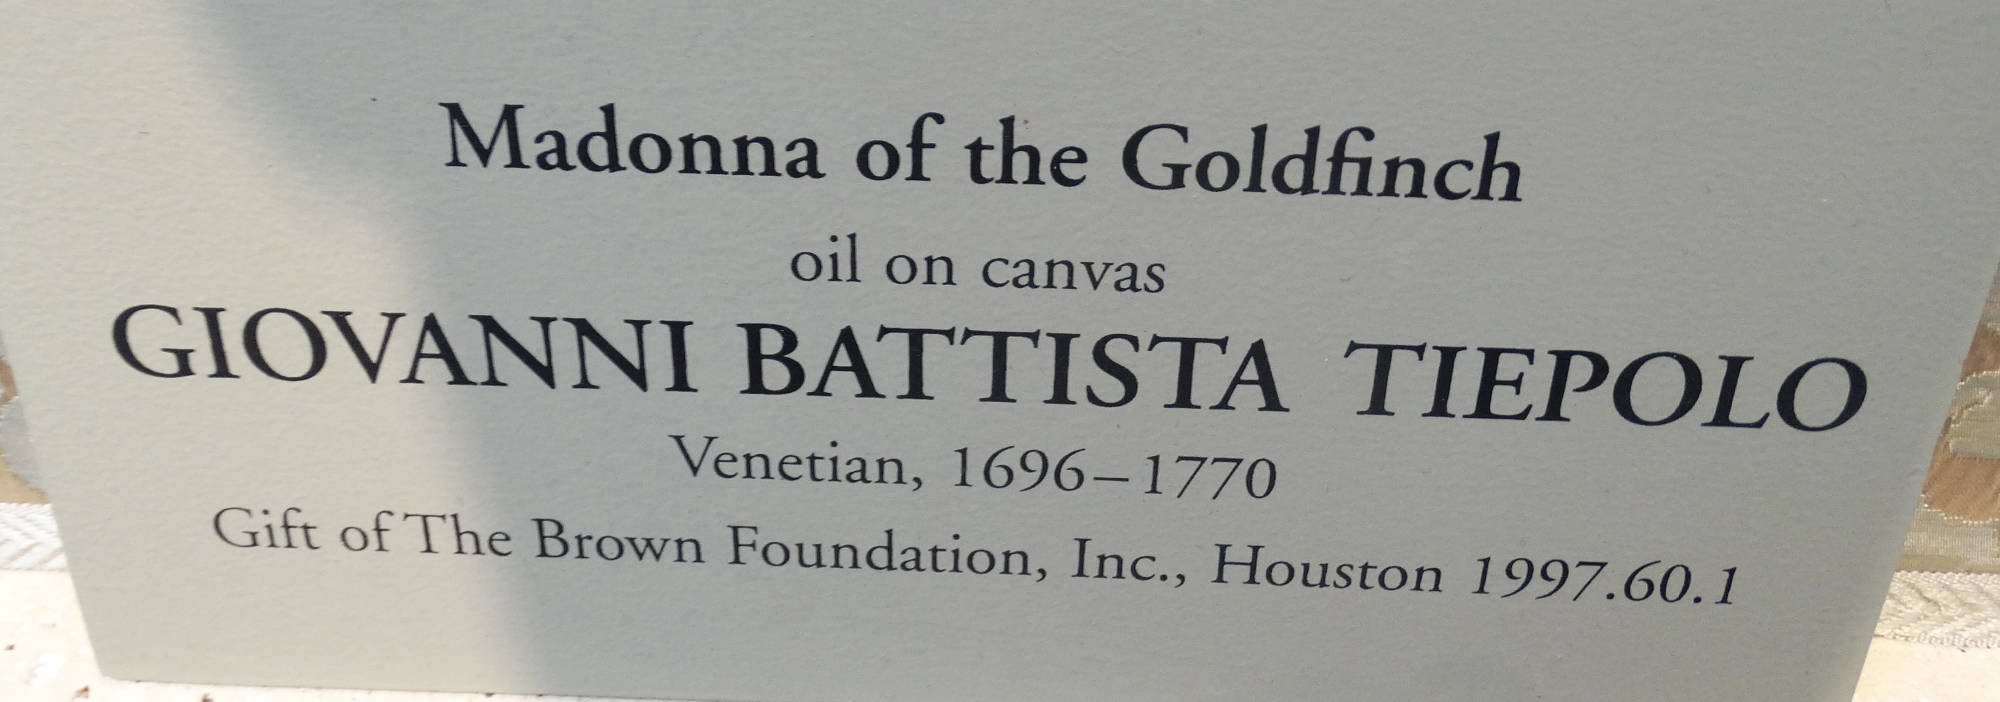 Madonna of the Goldfinch
oil on canvas
GIOVANNI BATTISTA TIEPOLO
Venetian, 1696–1770
Gift of The Brown Foundation, Inc., Houston 1997.60.1